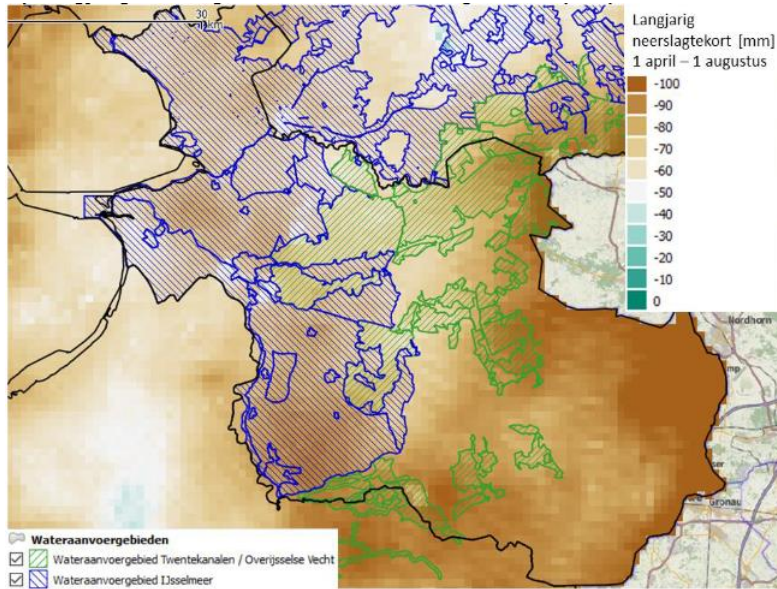 30
km
Langjarig
neerslagtekort [mm]
1 april – 1 augustus
-100
-90
-80
-70
-60
-50
-40
-30
-20
-10
0
Nordhorn
Gronau
Wateraanvoergebieden
Wateraanvoergebied Twentekanalen / Overijsselse Vecht
Wateraanvoergebied IJsselmeer